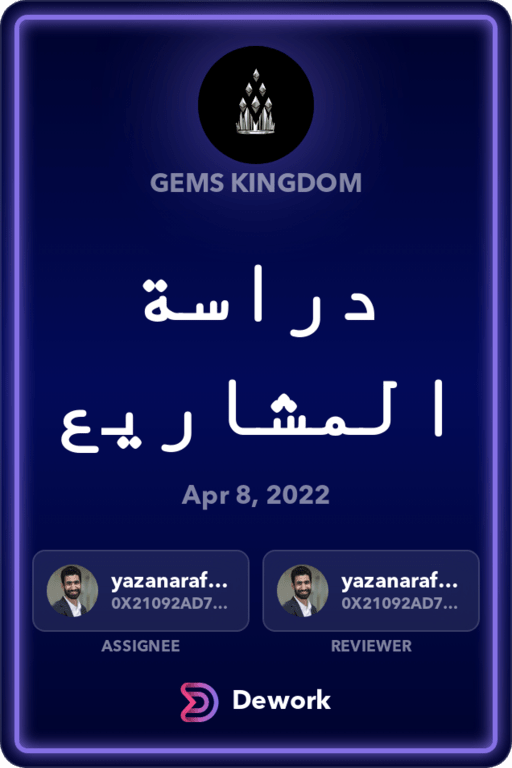 GEMS KINGDOM
دراسة
المشاريع
Apr 8, 2022
yazanaraf...
0X21092AD7...
ASSIGNEE
yazanaraf...
0X21092AD7...
REVIEWER
Dework